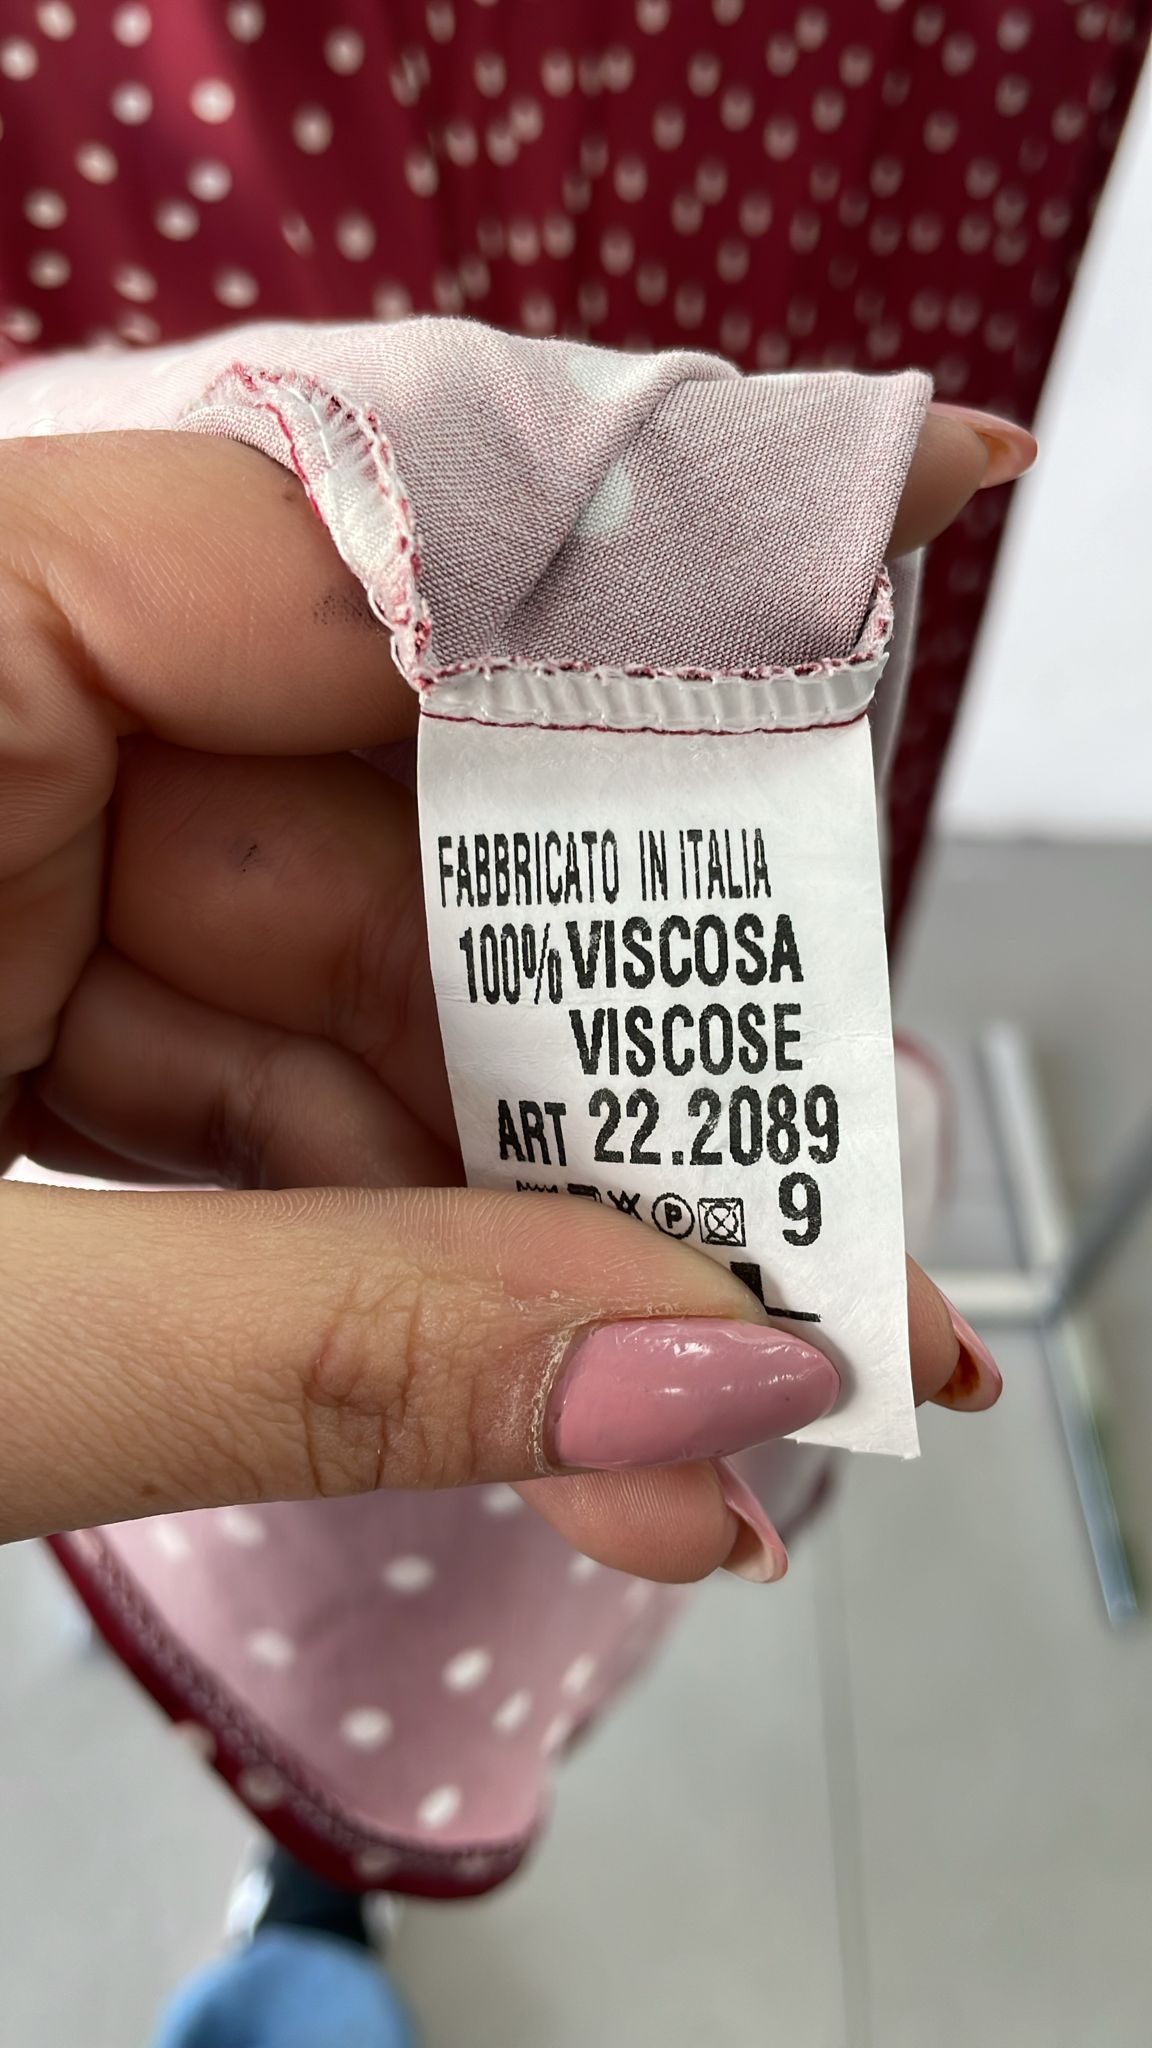 FABBRICATO IN ITALIA
100% VISCOSA
VISCOSE
ART 22.2089
P 9
L